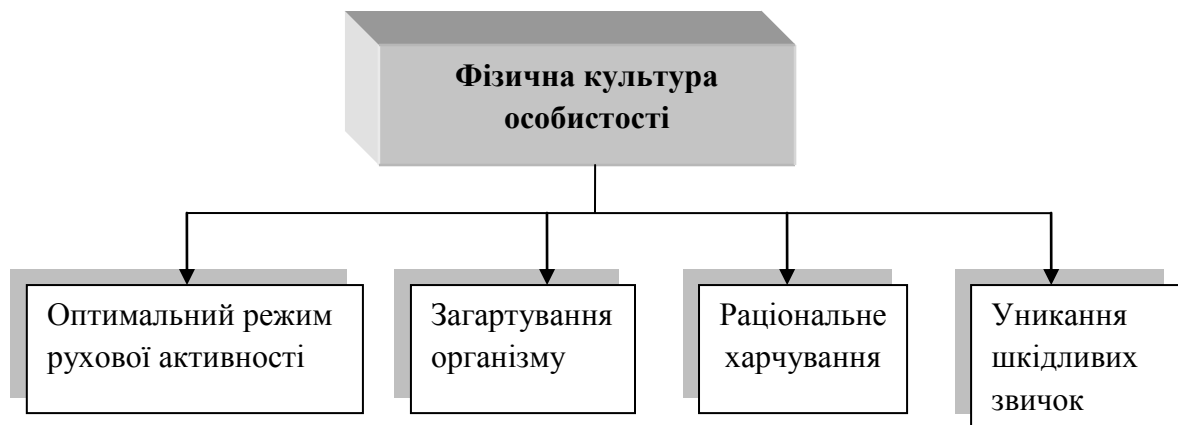 Фізична культура
особистості
Оптимальний режим
рухової активності
Загартування
організму
Раціональне
харчування
Уникання
шкідливих
звичок